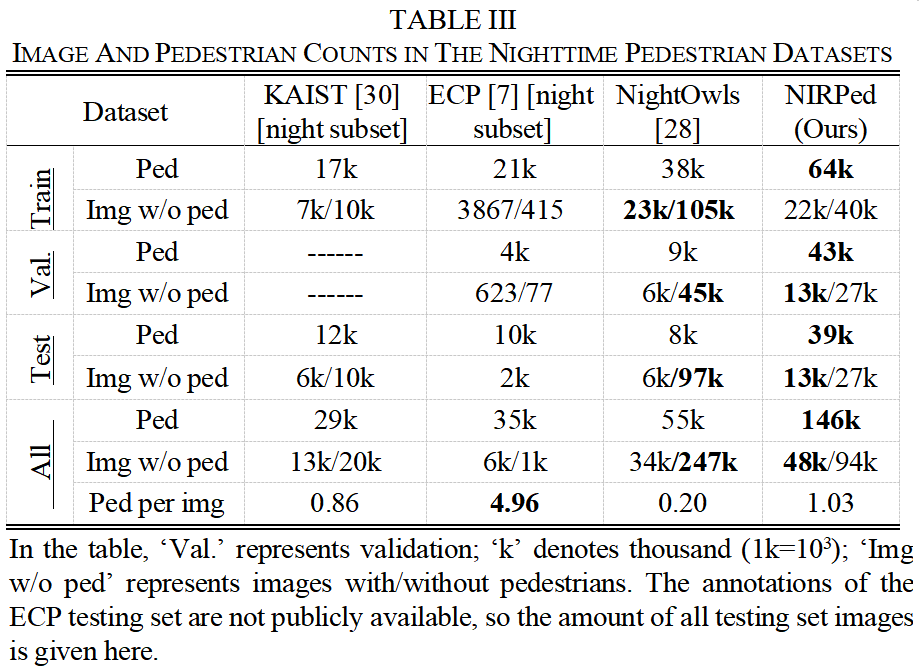 TABLE III
IMAGE AND PEDESTRIAN COUNTS IN THE NIGHTTIME PEDESTRIAN DATASETS
Dataset KAIST [30] [night subset] ECP [7] [night subset] NightOwls [28] NIRPed (Ours)
Train Ped 17k 21k 38k 64k
Img w/o ped 7k/10k 3867/415 23k/105k 22k/40k
Val. Ped ------ 4k 9k 43k
Img w/o ped ------ 623/77 6k/45k 13k/27k
Test Ped 12k 10k 8k 39k
Img w/o ped 6k/10k 2k 6k/97k 13k/27k
All Ped 29k 35k 55k 146k
Img w/o ped 13k/20k 6k/1k 34k/247k 48k/94k
Ped per img 0.86 4.96 0.20 1.03
In the table, ‘Val.’ represents validation; ‘k’ denotes thousand (1k=10³); ‘Img
w/o ped’ represents images with/without pedestrians. The annotations of the
ECP testing set are not publicly available, so the amount of all testing set images
is given here.